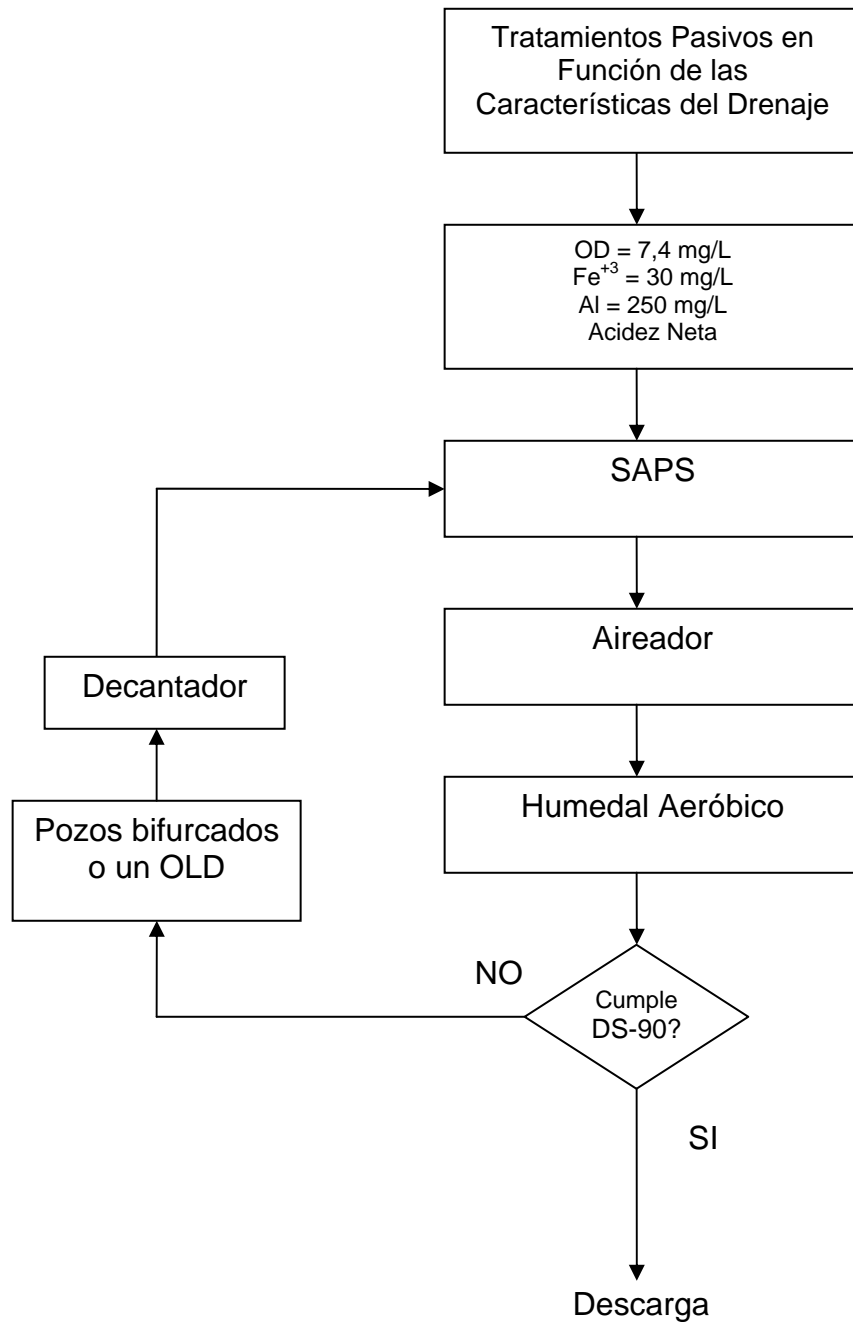 Tratamientos Pasivos en
Función de las
Características del Drenaje
OD = 7,4 mg/L
Fe+3 = 30 mg/L
Al = 250 mg/L
Acidez Neta
SAPS
Aireador
Decantador
Humedal Aeróbico
Pozos bifurcados
o un OLD
NO
Cumple
DS-90?
SI
Descarga